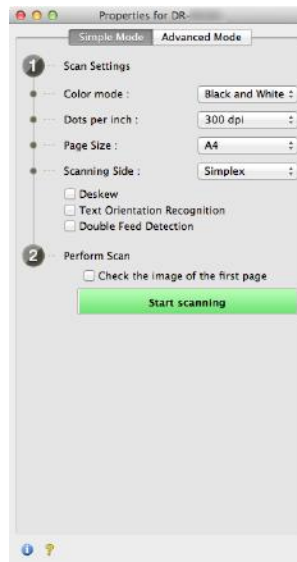 Properties for DR-
Simple Mode Advanced Mode
1 Scan Settings
Color mode : Black and White
Dots per inch : 300 dpi
Page Size : A4
Scanning Side : Simplex
Deskew
Text Orientation Recognition
Double Feed Detection
2 Perform Scan
Check the image of the first page
Start scanning